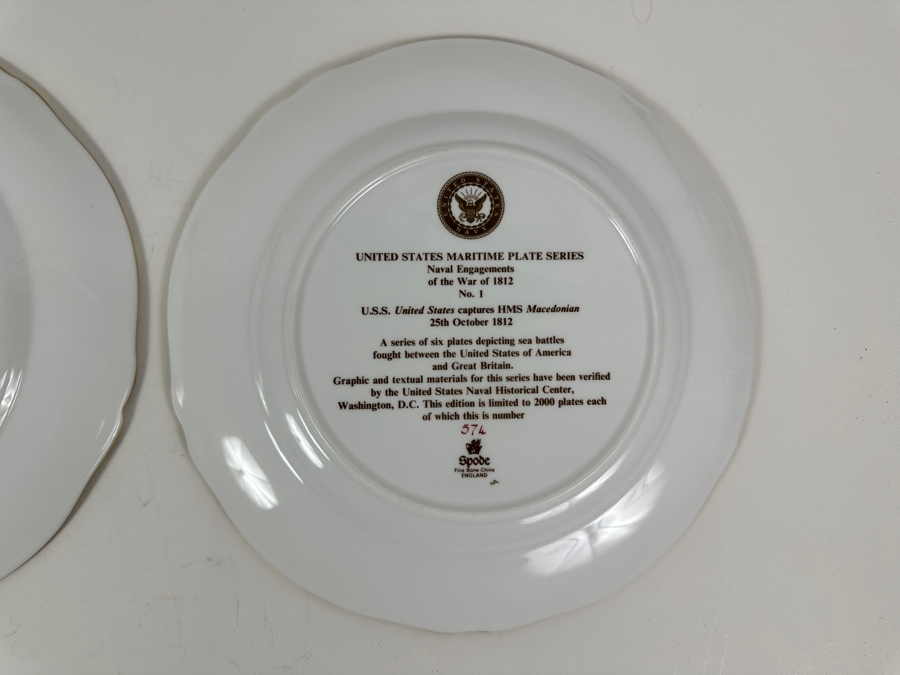 UNITED STATES
NAVY
UNITED STATES MARITIME PLATE SERIES
Naval Engagements
of the War of 1812
No. 1
U.S.S. United States captures HMS Macedonian
25th October 1812
A series of six plates depicting sea battles
fought between the United States of America
and Great Britain.
Graphic and textual materials for this series have been verified
by the United States Naval Historical Center,
Washington, D.C. This edition is limited to 2000 plates each
of which this is number
574
Spode
Fine Bone China
ENGLAND